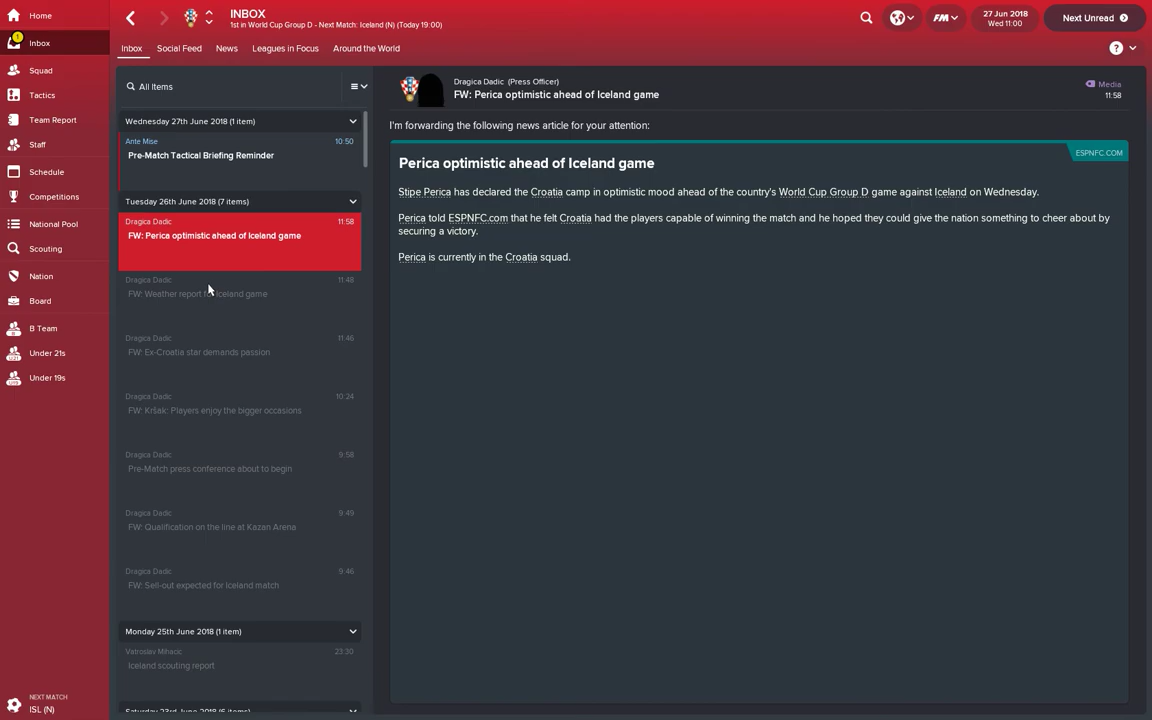 Home
1
Inbox
Squad
Tactics
Team Report
Staff
Schedule
Competitions
National Pool
Scouting
Nation
Board
B Team
Under 21s
Under 19s
NEXT MATCH
ISL (N)
INBOX
1st in World Cup Group D - Next Match: Iceland (N) (Today 19:00)
FM
27 Jun 2018
Wed 11:00
Next Unread
Inbox
Social Feed
News
Leagues in Focus
Around the World
?
All Items
Wednesday 27th June 2018 (1 item)
Ante Mise 10:50
Pre-Match Tactical Briefing Reminder
Tuesday 26th June 2018 (7 items)
Dragica Dadic 11:58
FW: Perica optimistic ahead of Iceland game
Dragica Dadic 11:48
FW: Weather report for Iceland game
Dragica Dadic 11:46
FW: Ex-Croatia star demands passion
Dragica Dadic 10:24
FW: Kršak: Players enjoy the bigger occasions
Dragica Dadic 9:58
Pre-Match press conference about to begin
Dragica Dadic 9:49
FW: Qualification on the line at Kazan Arena
Dragica Dadic 9:46
FW: Sell-out expected for Iceland match
Monday 25th June 2018 (1 item)
Vatroslav Mihacic 23:30
Iceland scouting report
Saturday 23rd June 2018 (6 items)
Dragica Dadic (Press Officer)
FW: Perica optimistic ahead of Iceland game
Media
11:58
I'm forwarding the following news article for your attention:
Perica optimistic ahead of Iceland game
ESPNFC.COM
Stipe Perica has declared the Croatia camp in optimistic mood ahead of the country's World Cup Group D game against Iceland on Wednesday.
Perica told ESPNFC.com that he felt Croatia had the players capable of winning the match and he hoped they could give the nation something to cheer about by
securing a victory.
Perica is currently in the Croatia squad.